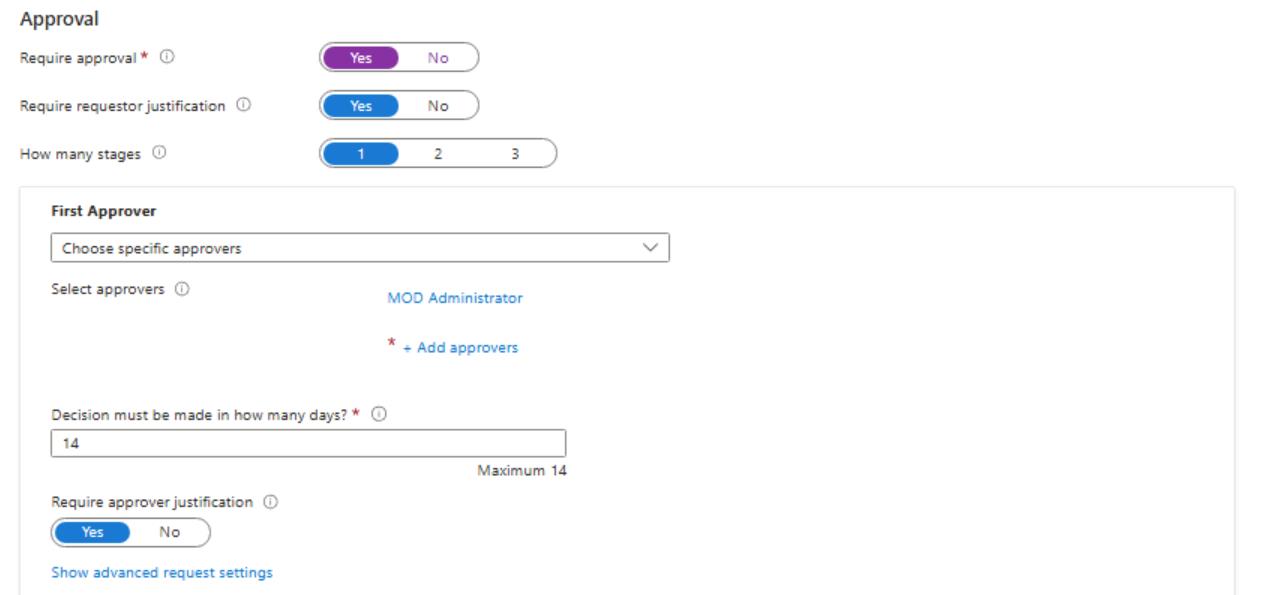 Approval
Require approval * Yes No
Require requestor justification Yes No
How many stages 1 2 3
First Approver
Choose specific approvers
Select approvers
MOD Administrator
* + Add approvers
Decision must be made in how many days? *
14
Maximum 14
Require approver justification
Yes No
Show advanced request settings